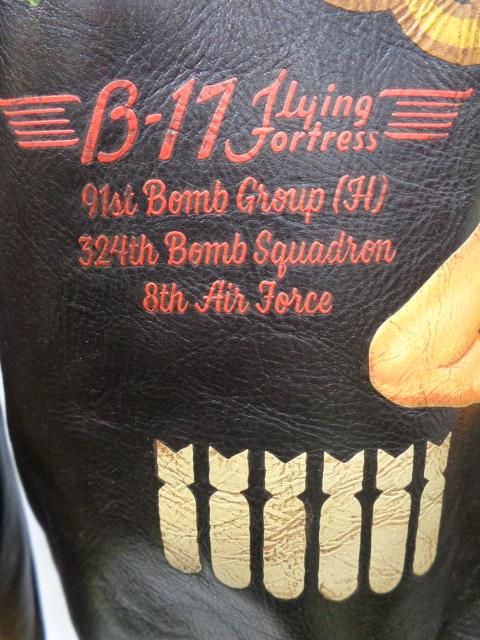 B-17 Flying Fortress
91st Bomb Group (H)
324th Bomb Squadron
8th Air Force